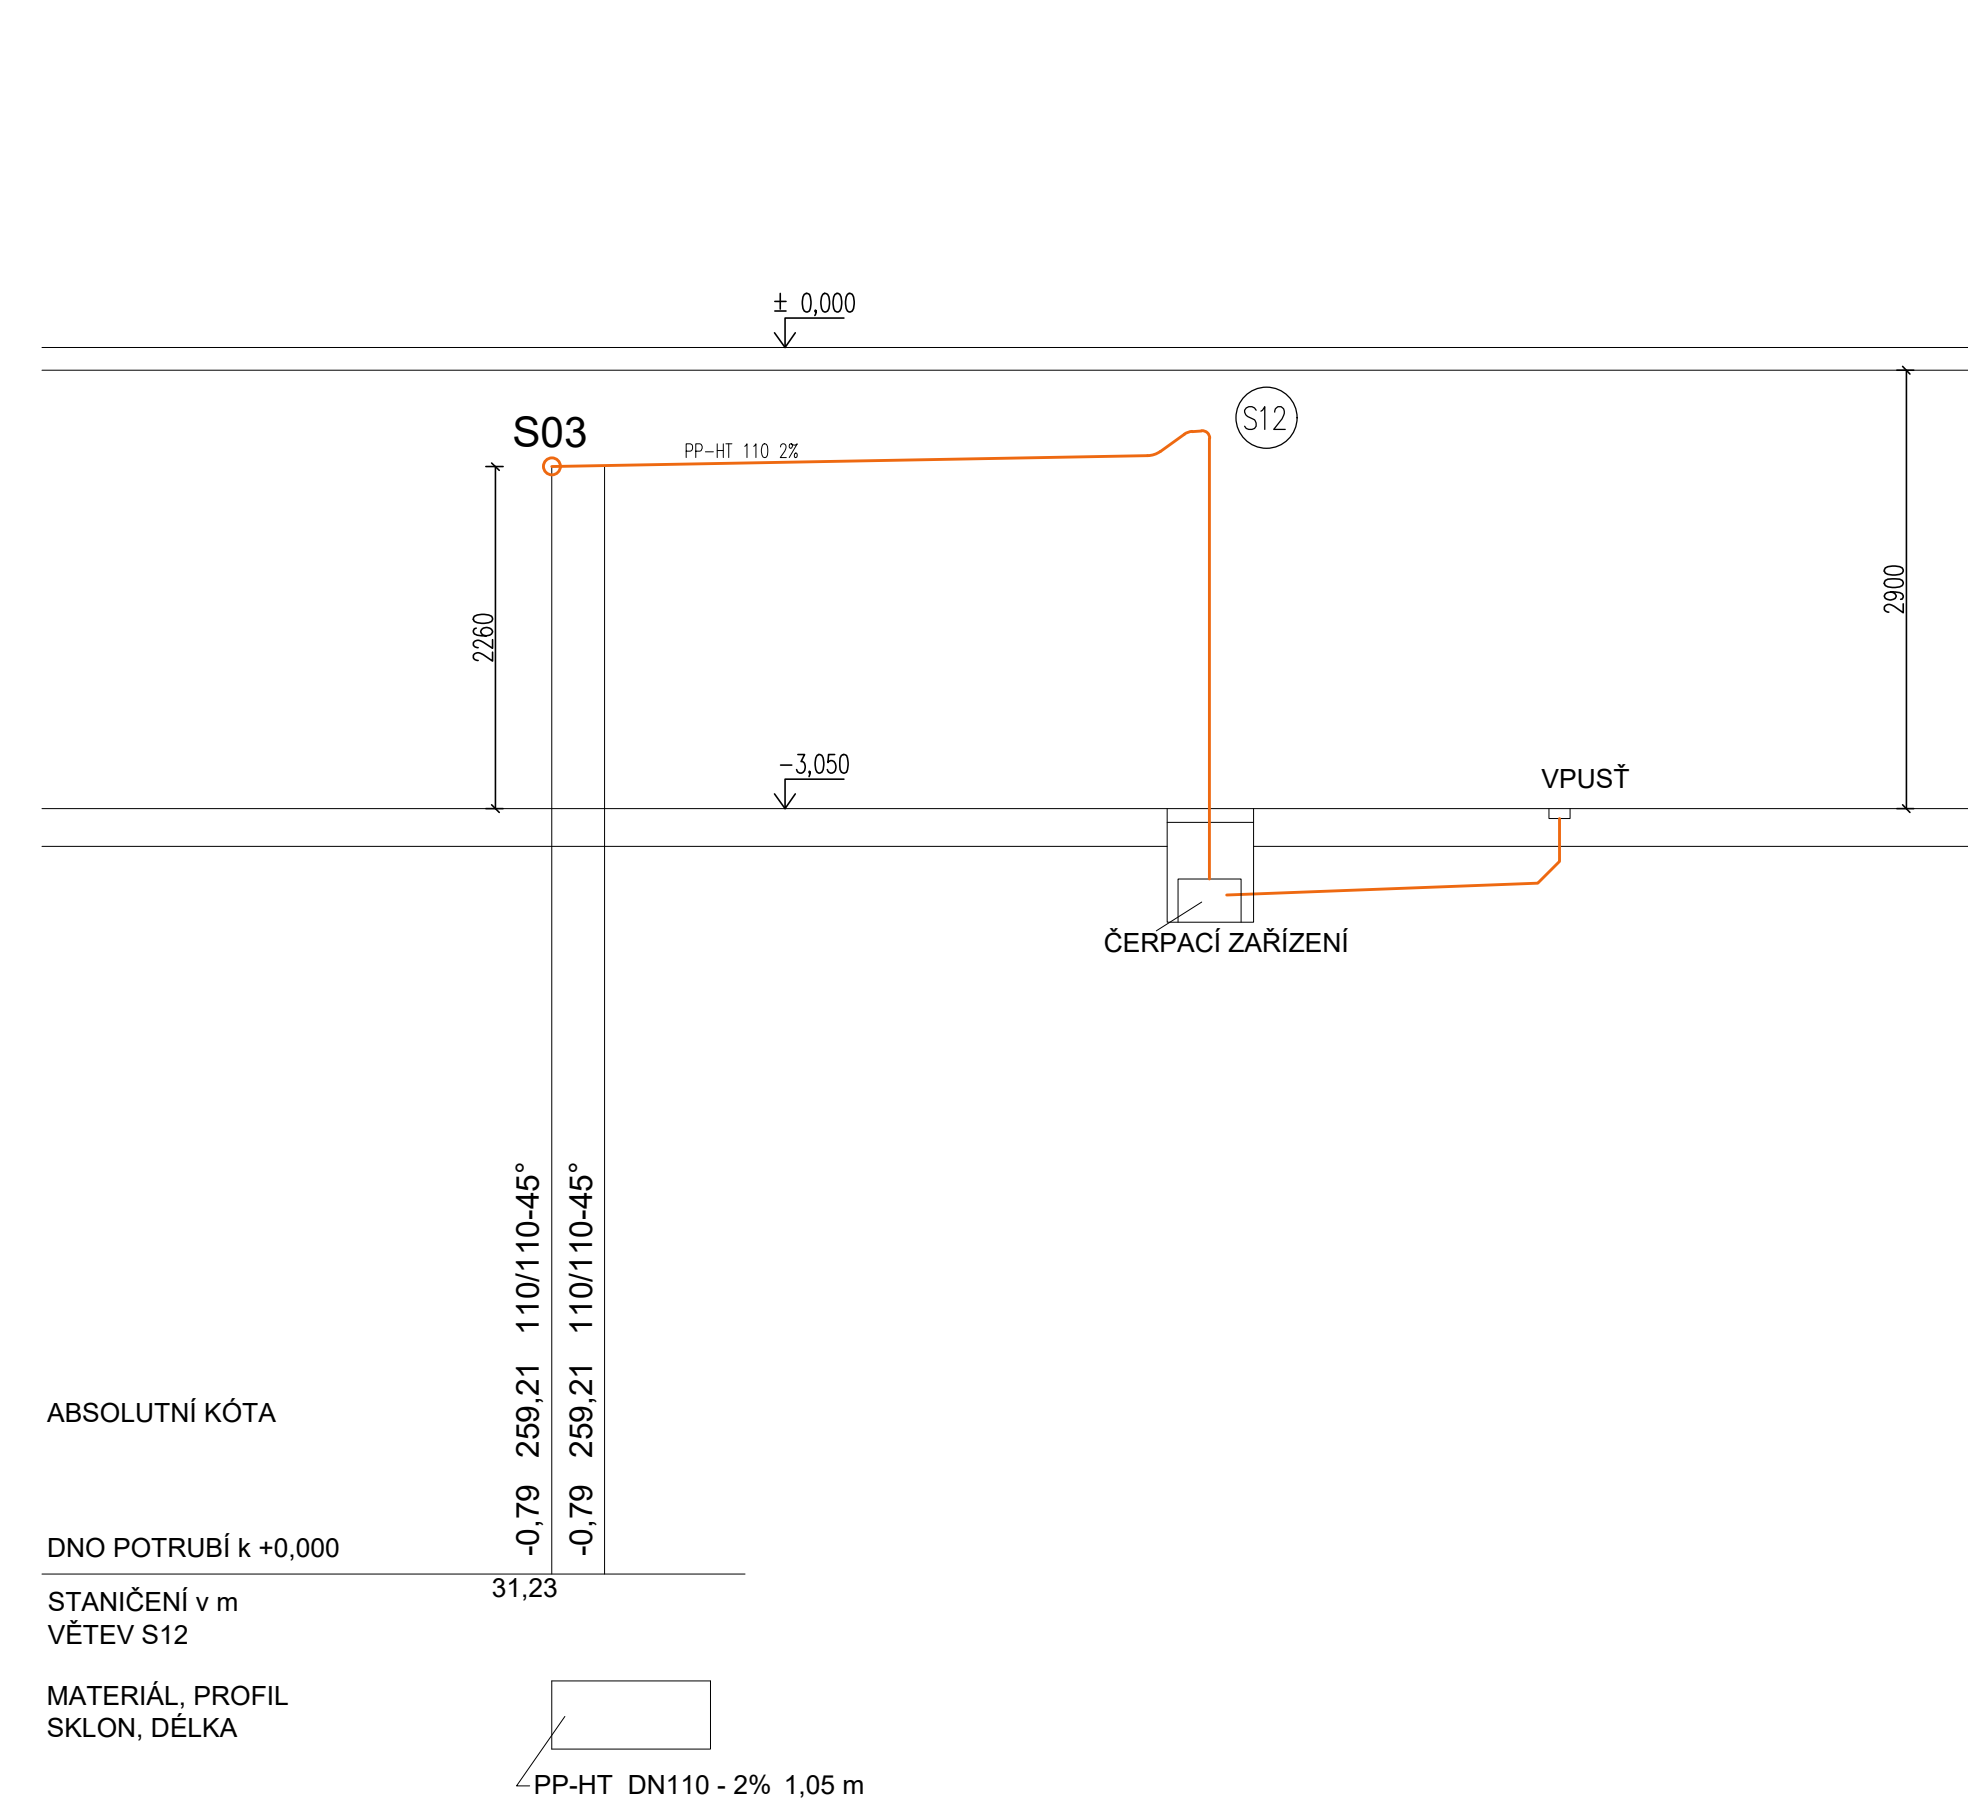 ± 0,000
S12
S03
PP-HT 110 2%
2900
2260
-3,050
VPUSŤ
ČERPACÍ ZAŘÍZENÍ
110/110-45°
110/110-45°
ABSOLUTNÍ KÓTA
259,21
259,21
DNO POTRUBÍ k +0,000
-0,79
-0,79
31,23
STANIČENÍ v m
VĚTEV S12
MATERIÁL, PROFIL
SKLON, DÉLKA
PP-HT DN110 - 2% 1,05 m